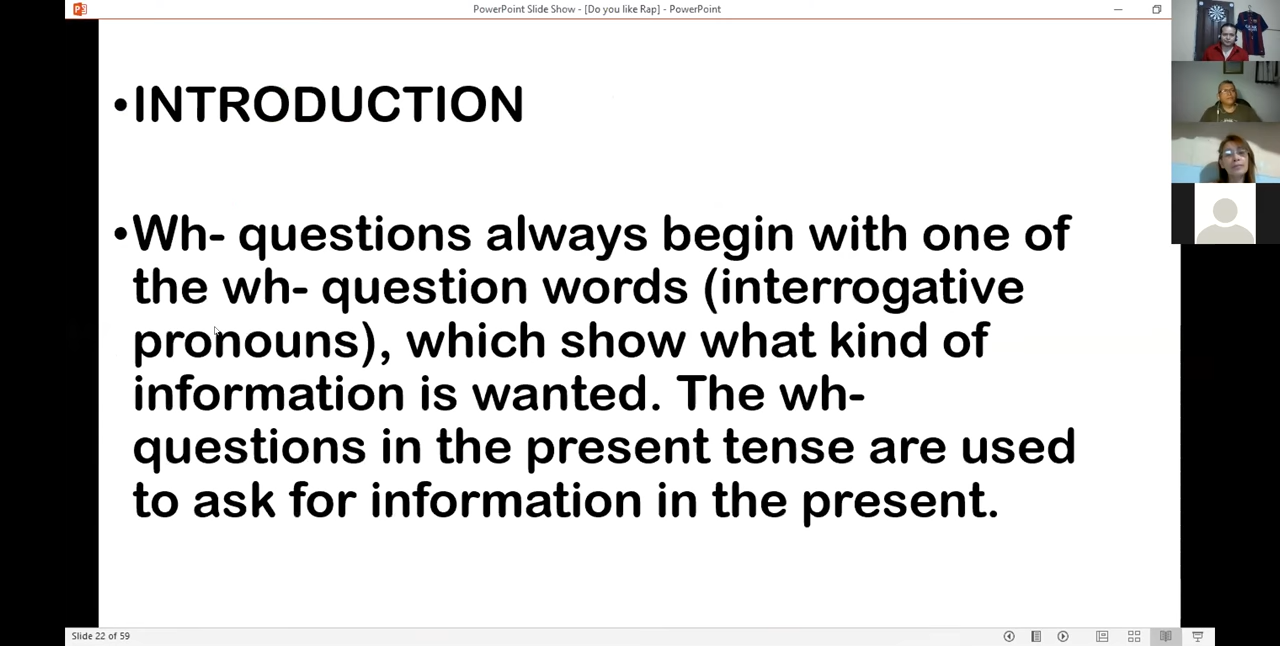 PowerPoint Slide Show - [Do you like Rap] - PowerPoint
•INTRODUCTION
•Wh- questions always begin with one of
the wh- question words (interrogative
pronouns), which show what kind of
information is wanted. The wh-
questions in the present tense are used
to ask for information in the present.
Slide 22 of 59